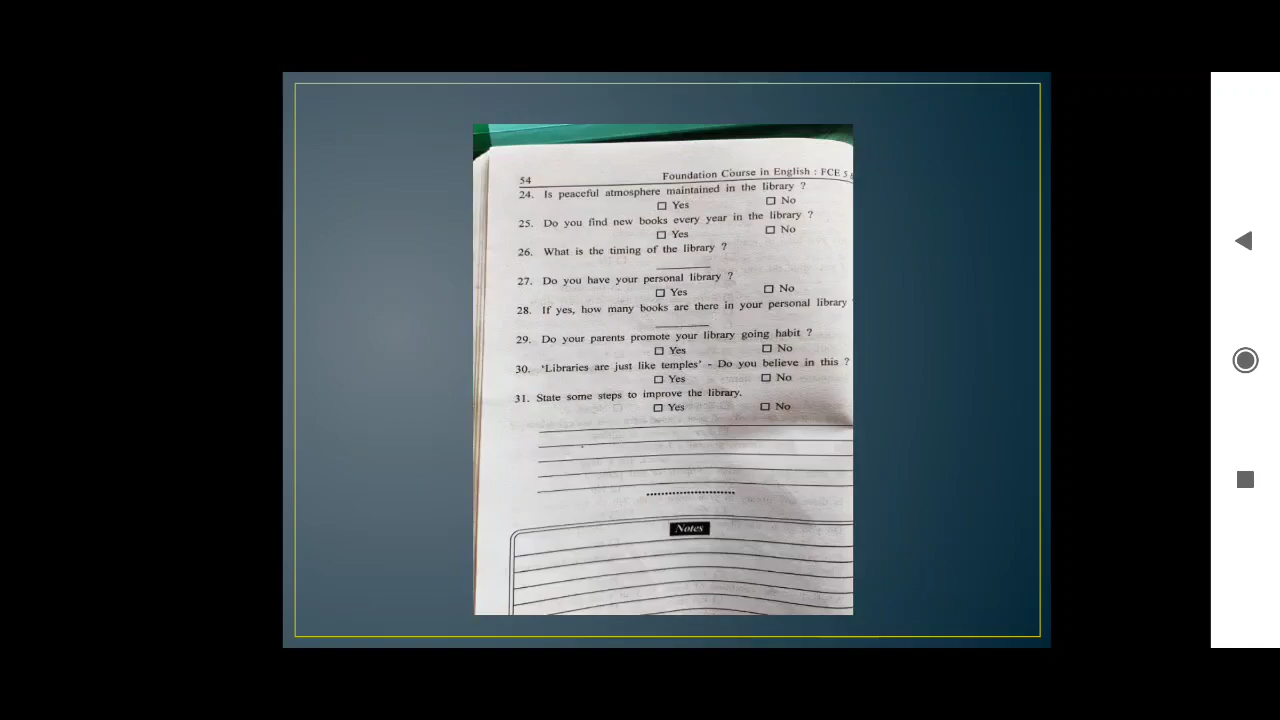 54
Foundation Course in English : FCE 5
24. Is peaceful atmosphere maintained in the library ?
☐ Yes ☐ No
25. Do you find new books every year in the library ?
☐ Yes ☐ No
26. What is the timing of the library ?
27. Do you have your personal library ?
☐ Yes ☐ No
28. If yes, how many books are there in your personal library
29. Do your parents promote your library going habit ?
☐ Yes ☐ No
30. ‘Libraries are just like temples’ - Do you believe in this ?
☐ Yes ☐ No
31. State some steps to improve the library.
☐ Yes ☐ No
Notes